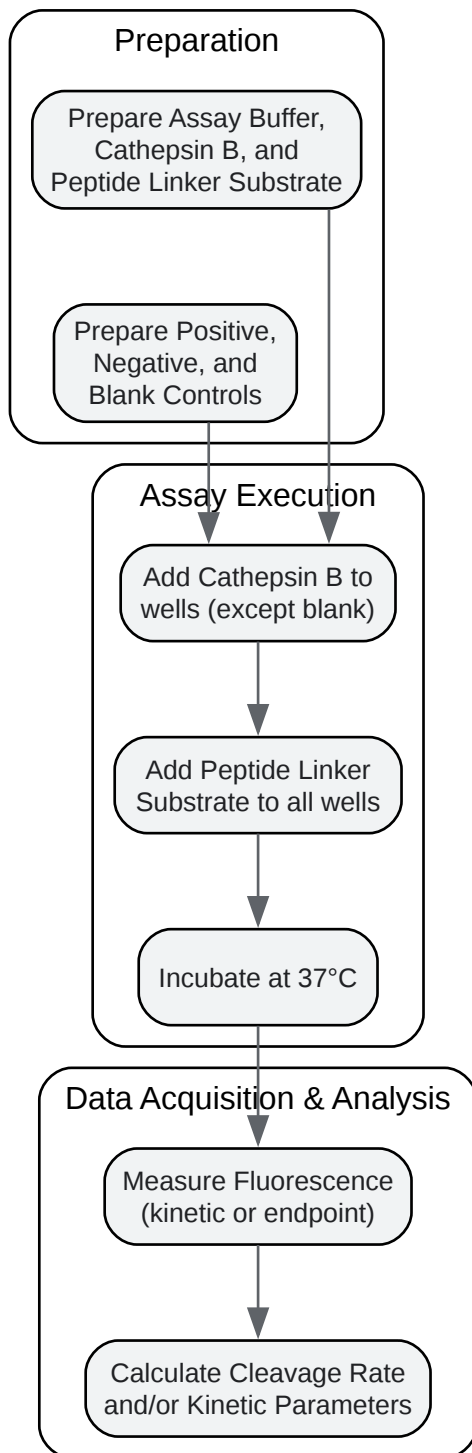 Preparation
Prepare Assay Buffer,
Cathepsin B, and
Peptide Linker Substrate
Prepare Positive,
Negative, and
Blank Controls
Assay Execution
Add Cathepsin B to
wells (except blank)
Add Peptide Linker
Substrate to all wells
Incubate at 37°C
Data Acquisition & Analysis
Measure Fluorescence
(kinetic or endpoint)
Calculate Cleavage Rate
and/or Kinetic Parameters